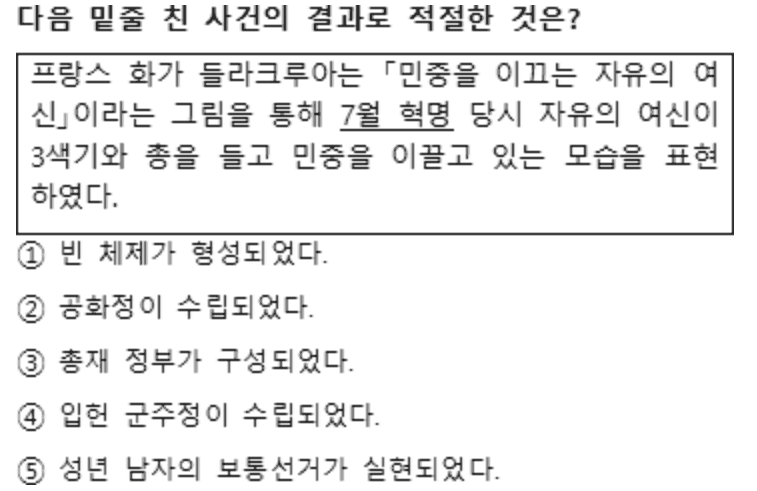 다음 밑줄 친 사건의 결과로 적절한 것은?
프랑스 화가 들라크루아는 「민중을 이끄는 자유의 여
신」이라는 그림을 통해 7월 혁명 당시 자유의 여신이
3색기와 총을 들고 민중을 이끌고 있는 모습을 표현
하였다.
① 빈 체제가 형성되었다.
② 공화정이 수립되었다.
③ 총재 정부가 구성되었다.
④ 입헌 군주정이 수립되었다.
⑤ 성년 남자의 보통선거가 실현되었다.